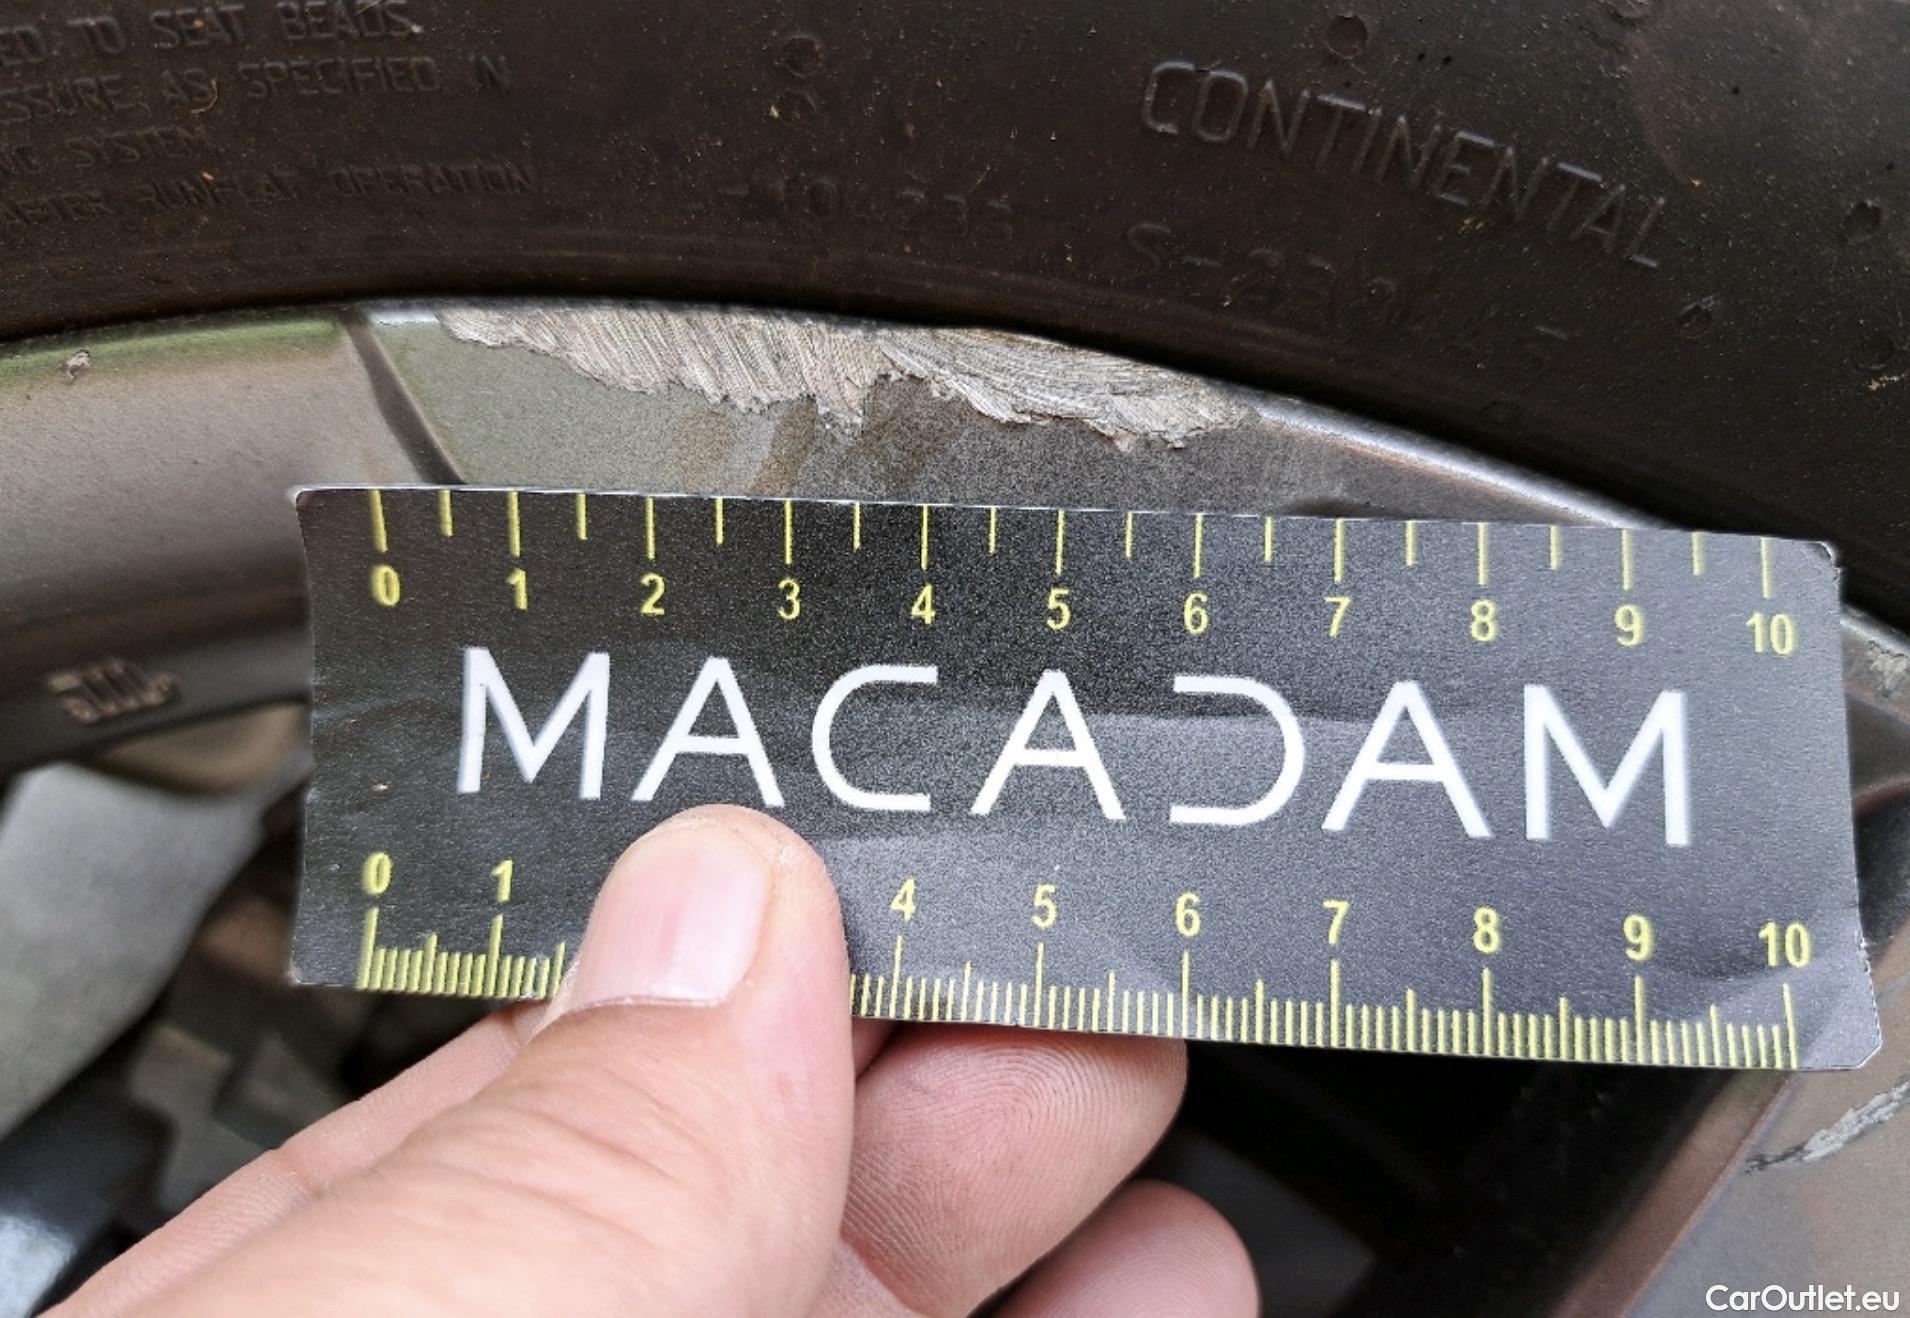 ED TO SEAT BEADS.
SSURE AS SPECIFIED IN
SYSTEM.
AFTER RUNFLAT OPERATION
CONTINENTAL
0 1 2 3 4 5 6 7 8 9 10
MACADAM
0 1 4 5 6 7 8 9 10
CarOutlet.eu